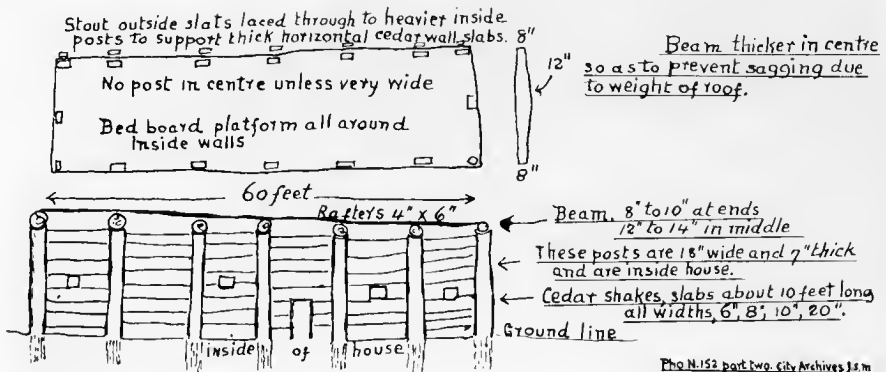 Stout outside slats laced through to heavier inside
posts to support thick horizontal cedar wall slabs.
8"
12"
8"
Beam thicker in centre
so as to prevent sagging due
to weight of roof.
No post in centre unless very wide
Bed board platform all around
inside walls
60 feet
Rafters 4" x 6"
Beam, 8" to 10" at ends
12" to 14" in middle
These posts are 18" wide and 7" thick
and are inside house.
Cedar shakes, slabs about 10 feet long
all widths, 6", 8", 10", 20".
Ground line
inside of house
Pho N.152 part two. City Archives J.S.M